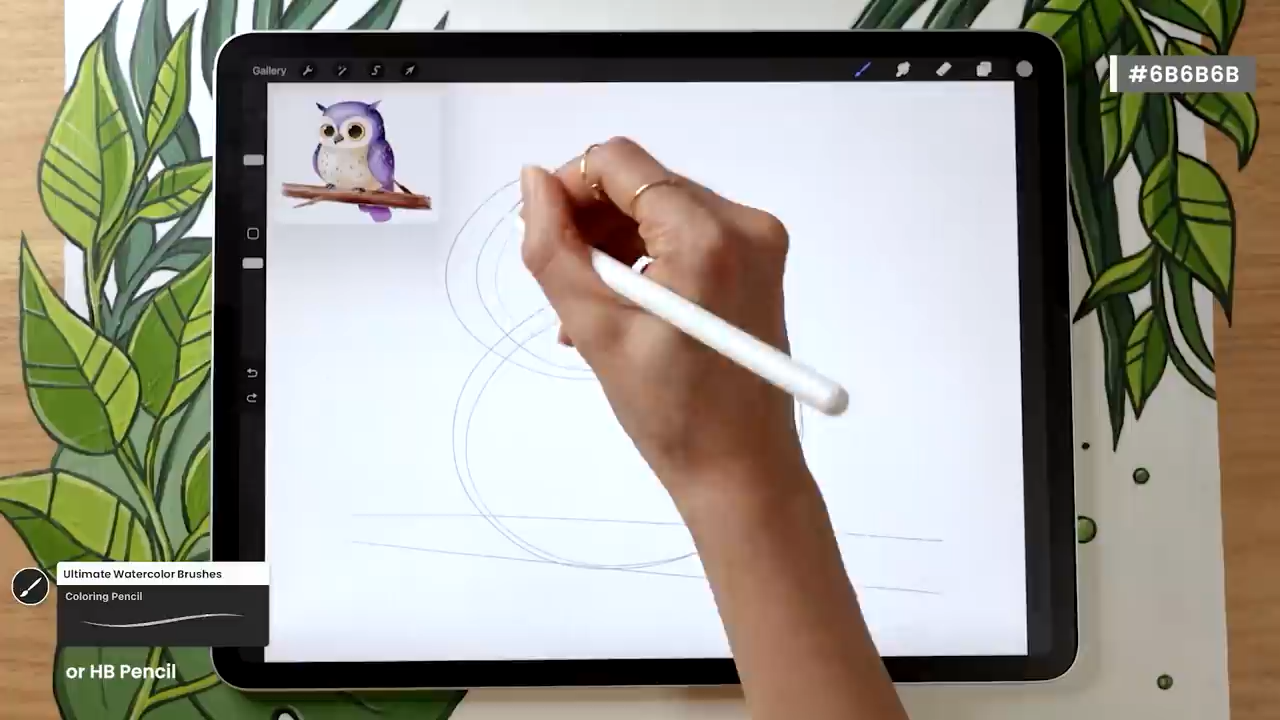 Gallery
#6B6B6B
Ultimate Watercolor Brushes
Coloring Pencil
or HB Pencil